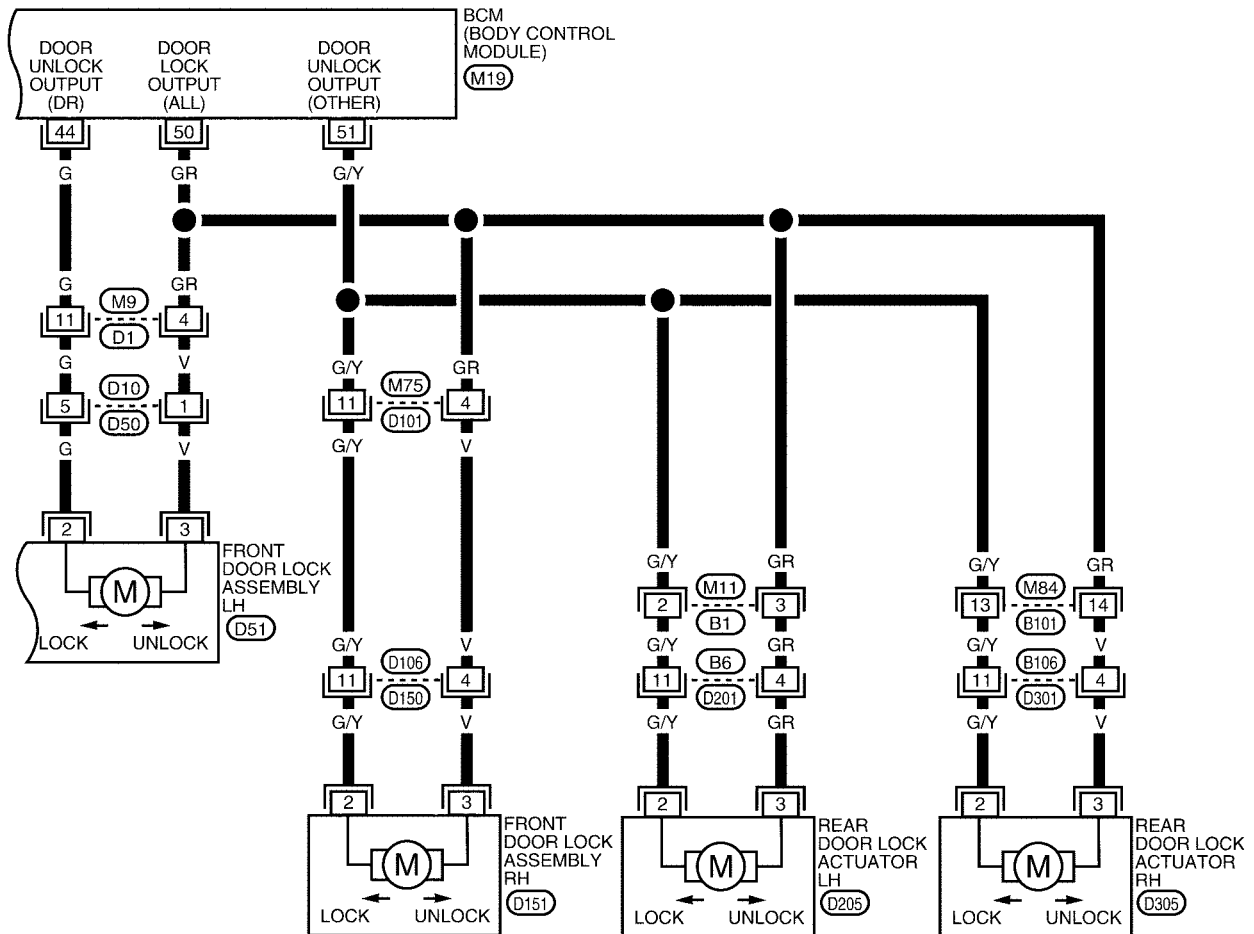 BCM
(BODY CONTROL
MODULE)
M19
DOOR
UNLOCK
OUTPUT
(DR)
DOOR
LOCK
OUTPUT
(ALL)
DOOR
UNLOCK
OUTPUT
(OTHER)
44
50
51
G
GR
G/Y
G
GR
11
M9
D1
4
G
V
5
D10
D50
1
G
V
2
3
FRONT
DOOR LOCK
ASSEMBLY
LH
D51
M
LOCK
UNLOCK
G/Y
GR
11
M75
D101
4
G/Y
V
G/Y
V
11
D106
D150
4
G/Y
V
2
3
FRONT
DOOR LOCK
ASSEMBLY
RH
D151
M
LOCK
UNLOCK
G/Y
GR
2
M11
B1
3
G/Y
GR
11
B6
D201
4
G/Y
GR
2
3
REAR
DOOR LOCK
ACTUATOR
LH
D205
M
LOCK
UNLOCK
G/Y
GR
13
M84
B101
14
G/Y
V
11
B106
D301
4
G/Y
V
2
3
REAR
DOOR LOCK
ACTUATOR
RH
D305
M
LOCK
UNLOCK